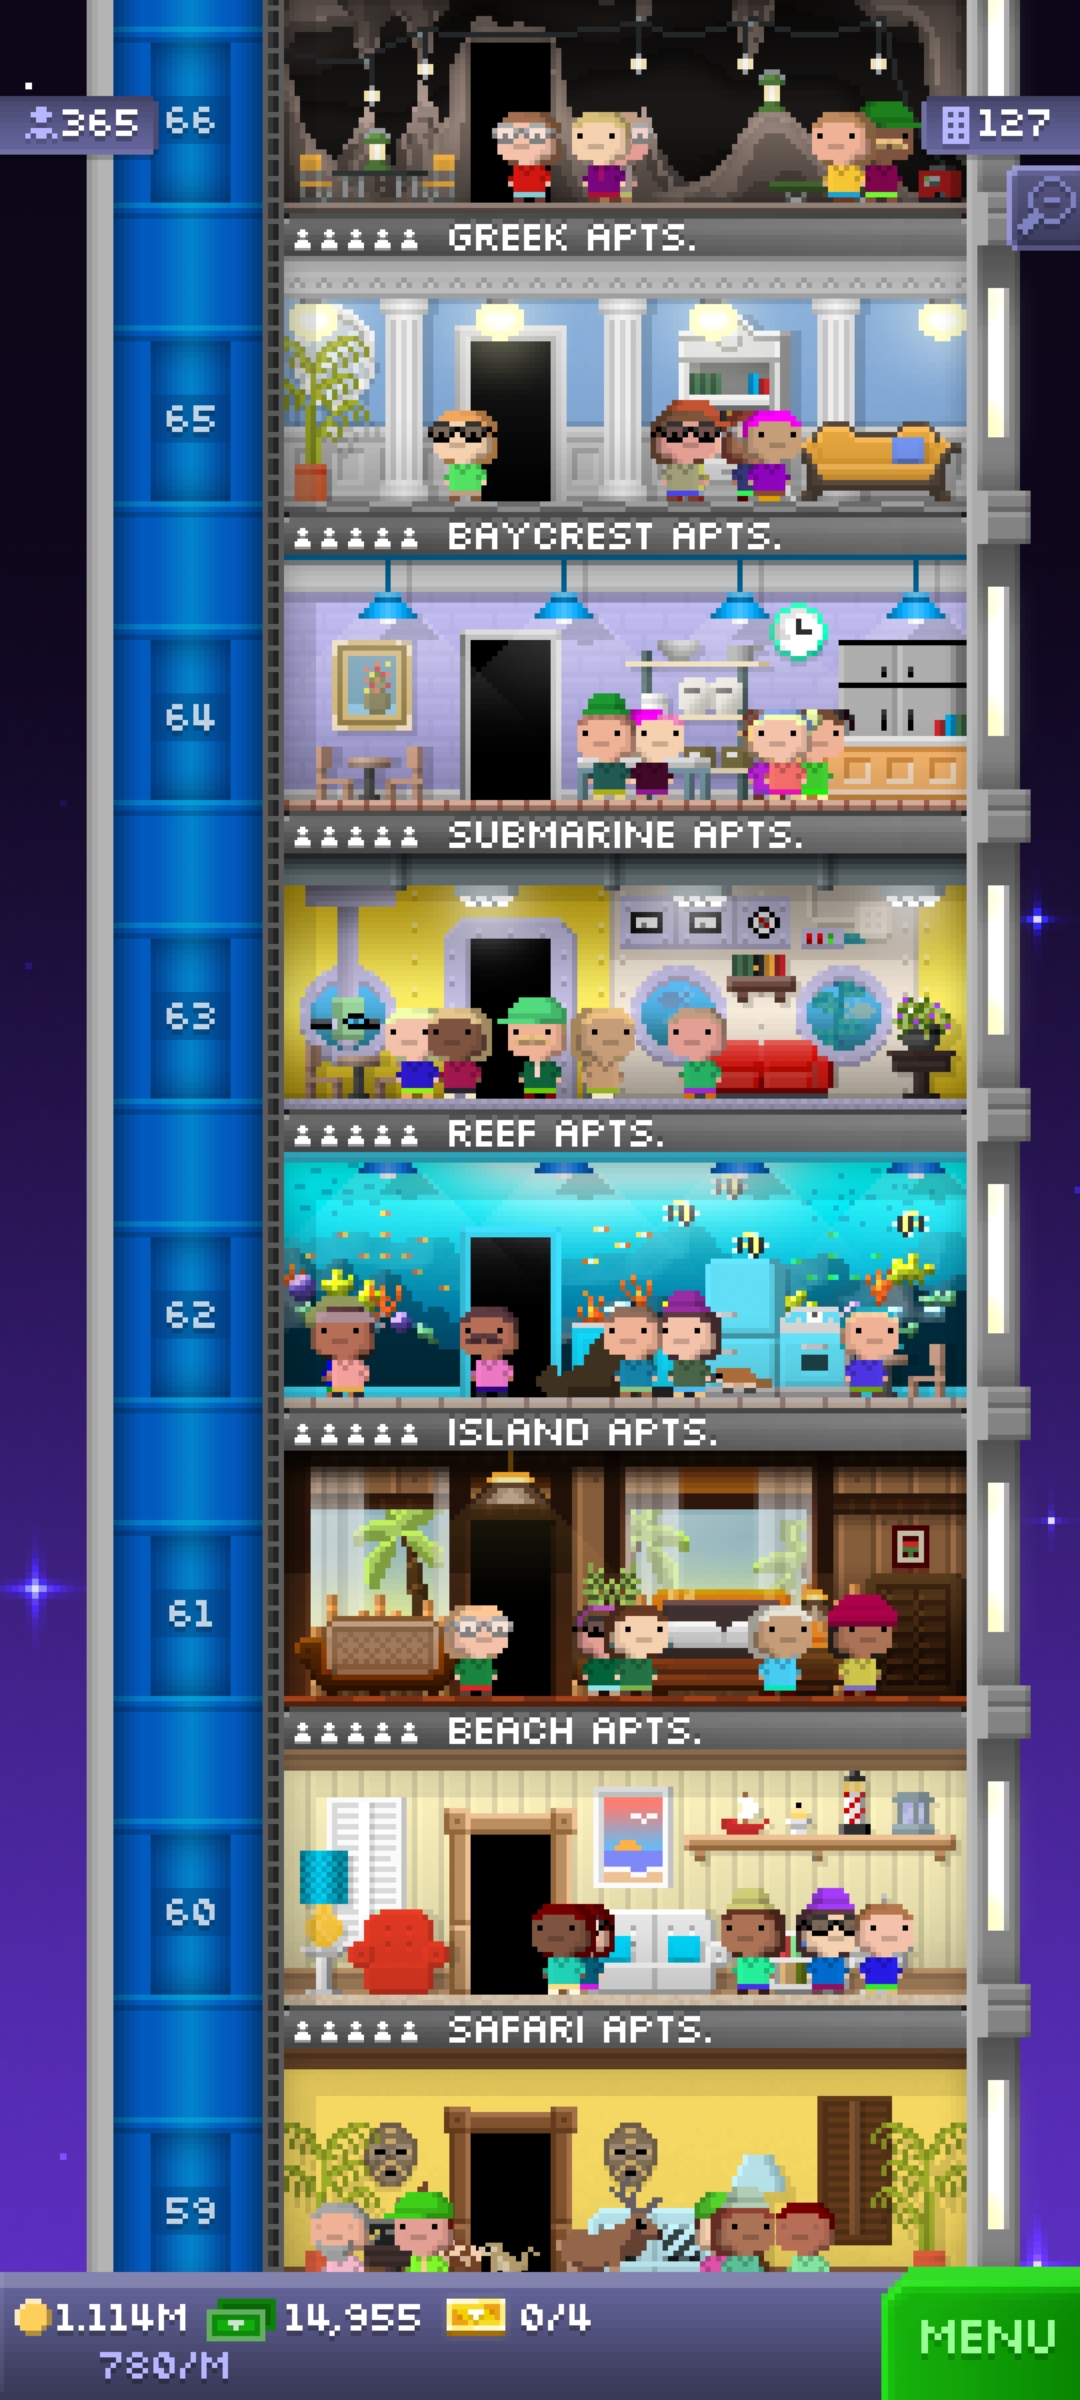 365
66
127
GREEK APTS.
65
BAYCREST APTS.
64
SUBMARINE APTS.
63
REEF APTS.
62
ISLAND APTS.
61
BEACH APTS.
60
SAFARI APTS.
59
1.114M 14,955 0/4
780/M
MENU